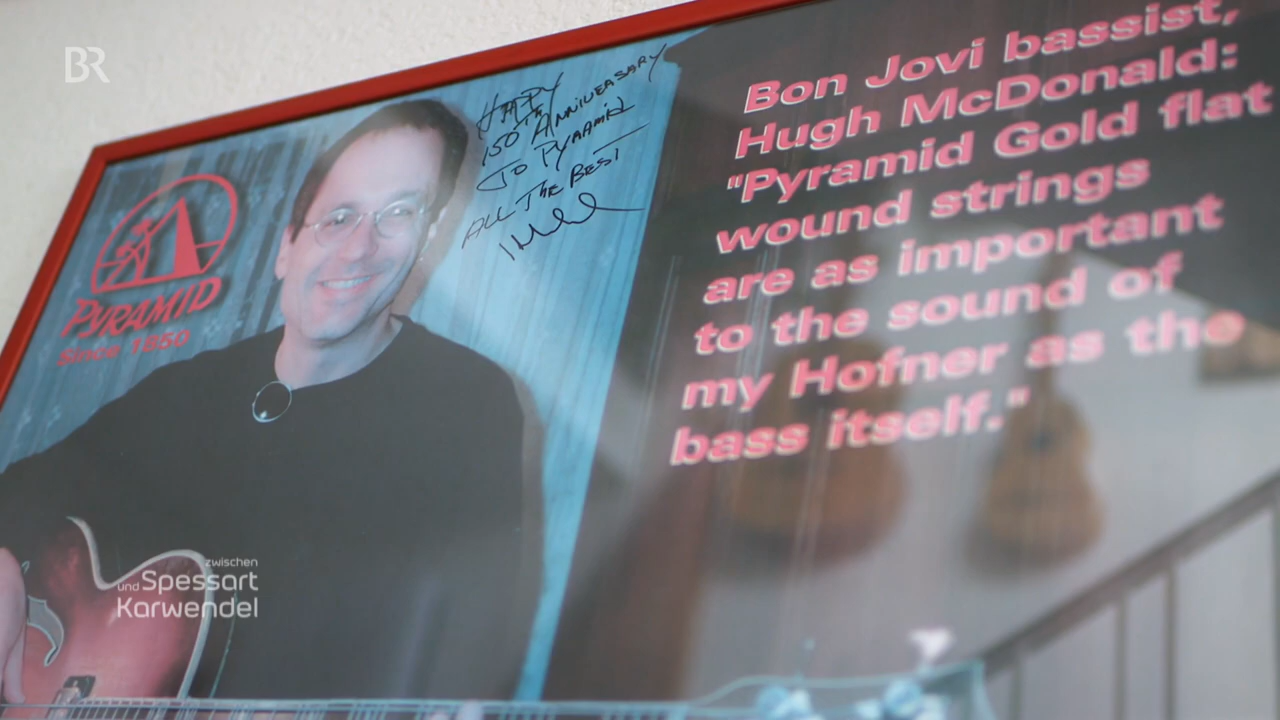 BR
HAPPY
150TH ANNIVERSARY
TO PYRAMID
ALL THE BEST
PYRAMID
Since 1850
Bon Jovi bassist,
Hugh McDonald:
"Pyramid Gold flat
wound strings
are as important
to the sound of
my Hofner as the
bass itself."
zwischen
und Spessart
Karwendel